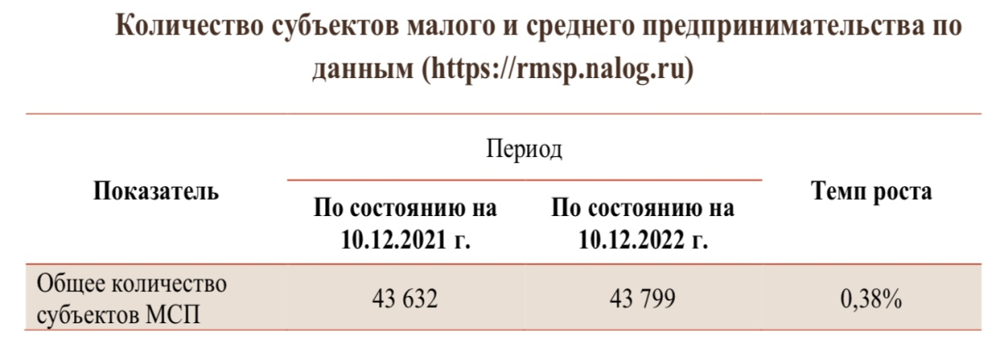 Количество субъектов малого и среднего предпринимательства по
данным (https://rmsp.nalog.ru)
Показатель
Период
Темп роста
По состоянию на
10.12.2021 г.
По состоянию на
10.12.2022 г.
Общее количество
субъектов МСП
43 632
43 799
0,38%